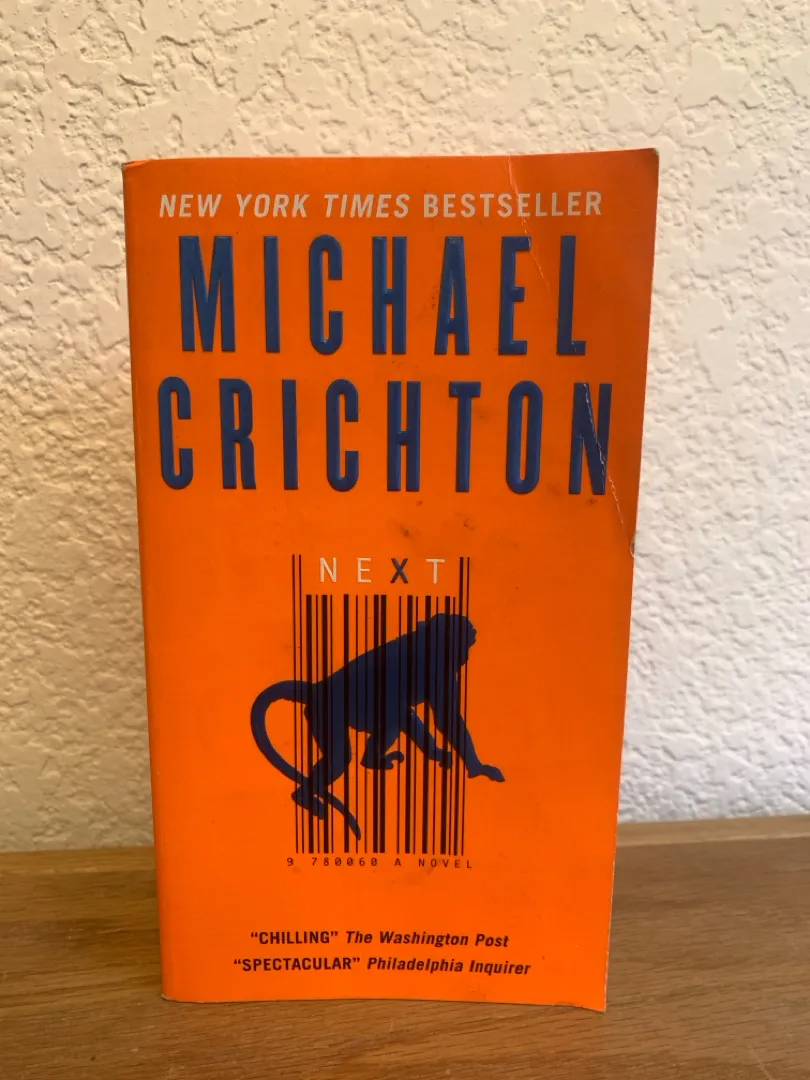 NEW YORK TIMES BESTSELLER
MICHAEL
CRICHTON
NEXT
9 780060 A NOVEL
“CHILLING” The Washington Post
“SPECTACULAR” Philadelphia Inquirer